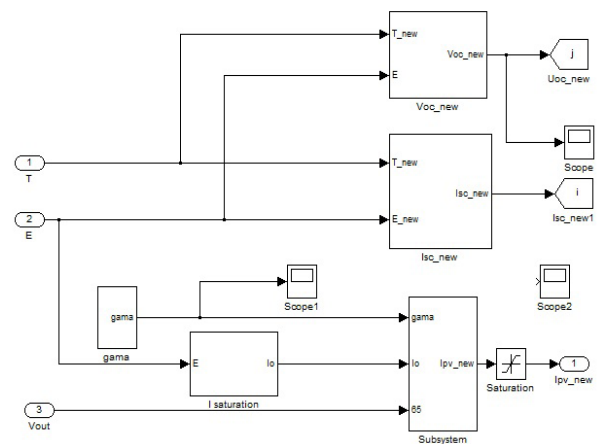 T_new
Voc_new
E
Voc_new
j
Uoc_new
Scope
1
T
T_new
Isc_new
E_new
Isc_new
i
Isc_new1
2
E
Scope1
Scope2
gama
gama
E
Io
I saturation
gama
Io
Ipv_new
65
Subsystem
Saturation
1
Ipv_new
3
Vout